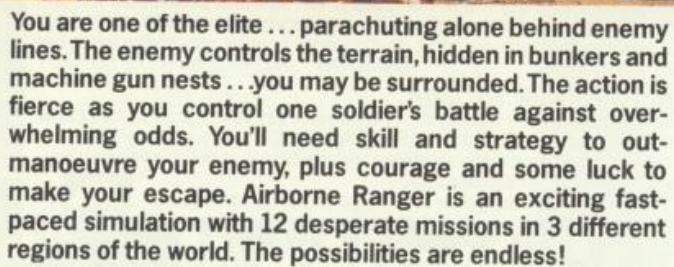 You are one of the elite ... parachuting alone behind enemy
lines. The enemy controls the terrain, hidden in bunkers and
machine gun nests ... you may be surrounded. The action is
fierce as you control one soldier's battle against over-
whelming odds. You'll need skill and strategy to out-
manoeuvre your enemy, plus courage and some luck to
make your escape. Airborne Ranger is an exciting fast-
paced simulation with 12 desperate missions in 3 different
regions of the world. The possibilities are endless!